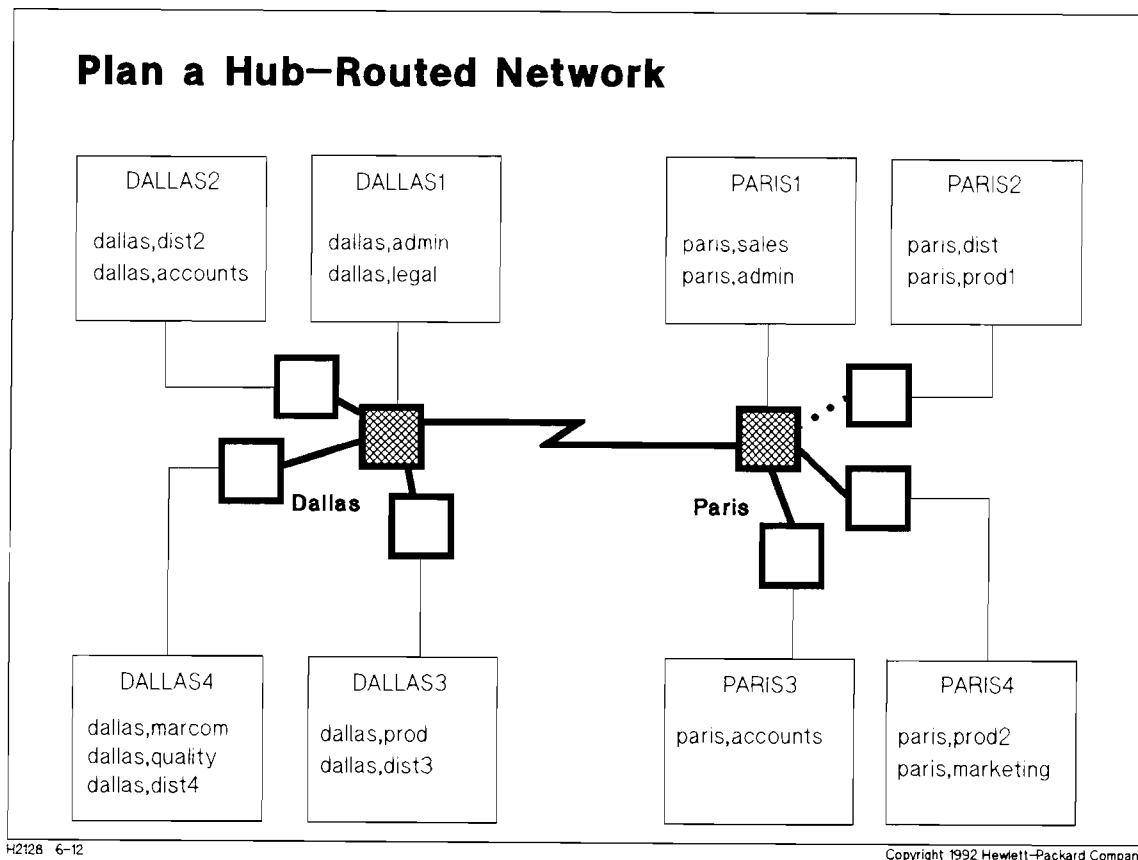 Plan a Hub-Routed Network
DALLAS2
dallas,dist2
dallas,accounts
DALLAS1
dallas,admin
dallas,legal
PARIS1
paris,sales
paris,admin
PARIS2
paris,dist
paris,prod1
Dallas
Paris
DALLAS4
dallas,marcom
dallas,quality
dallas,dist4
DALLAS3
dallas,prod
dallas,dist3
PARIS3
paris,accounts
PARIS4
paris,prod2
paris,marketing
H2128 6-12
Copyright 1992 Hewlett-Packard Compan